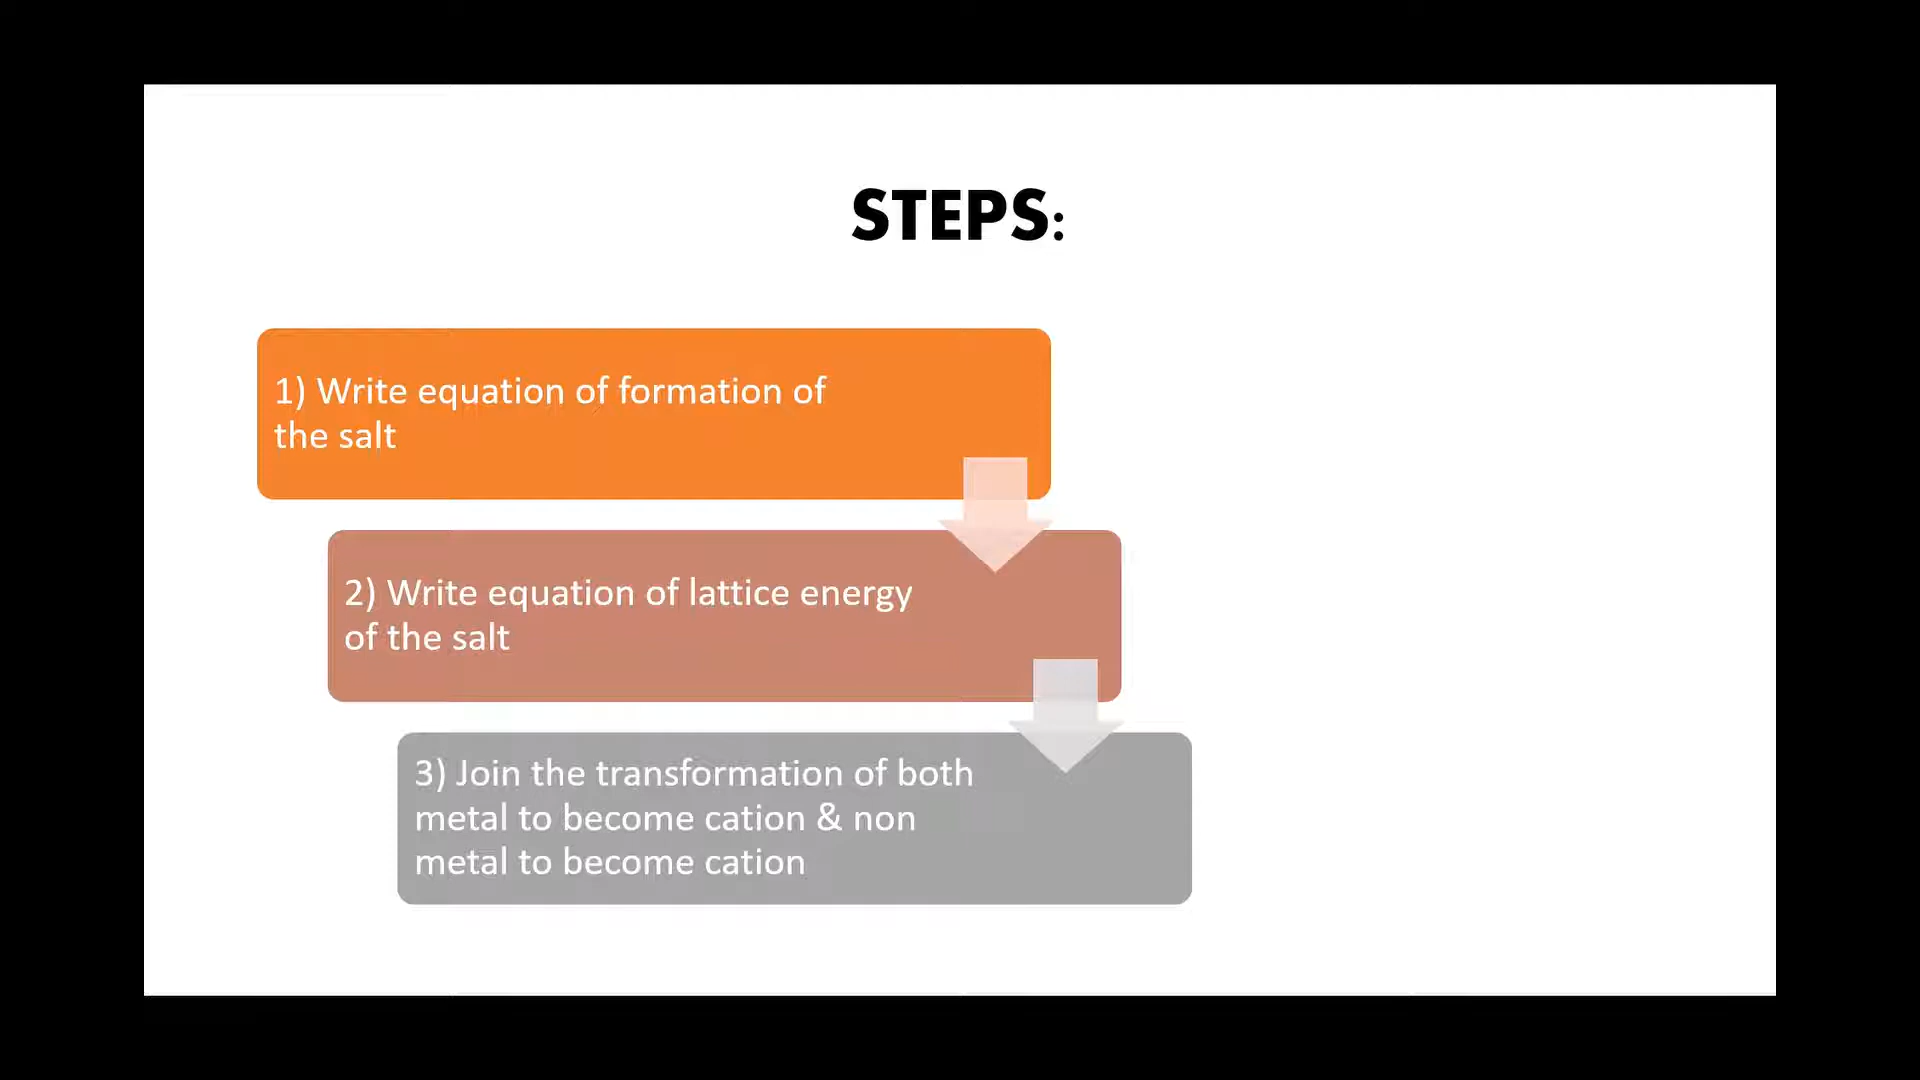 STEPS:
1) Write equation of formation of
the salt
2) Write equation of lattice energy
of the salt
3) Join the transformation of both
metal to become cation & non
metal to become cation